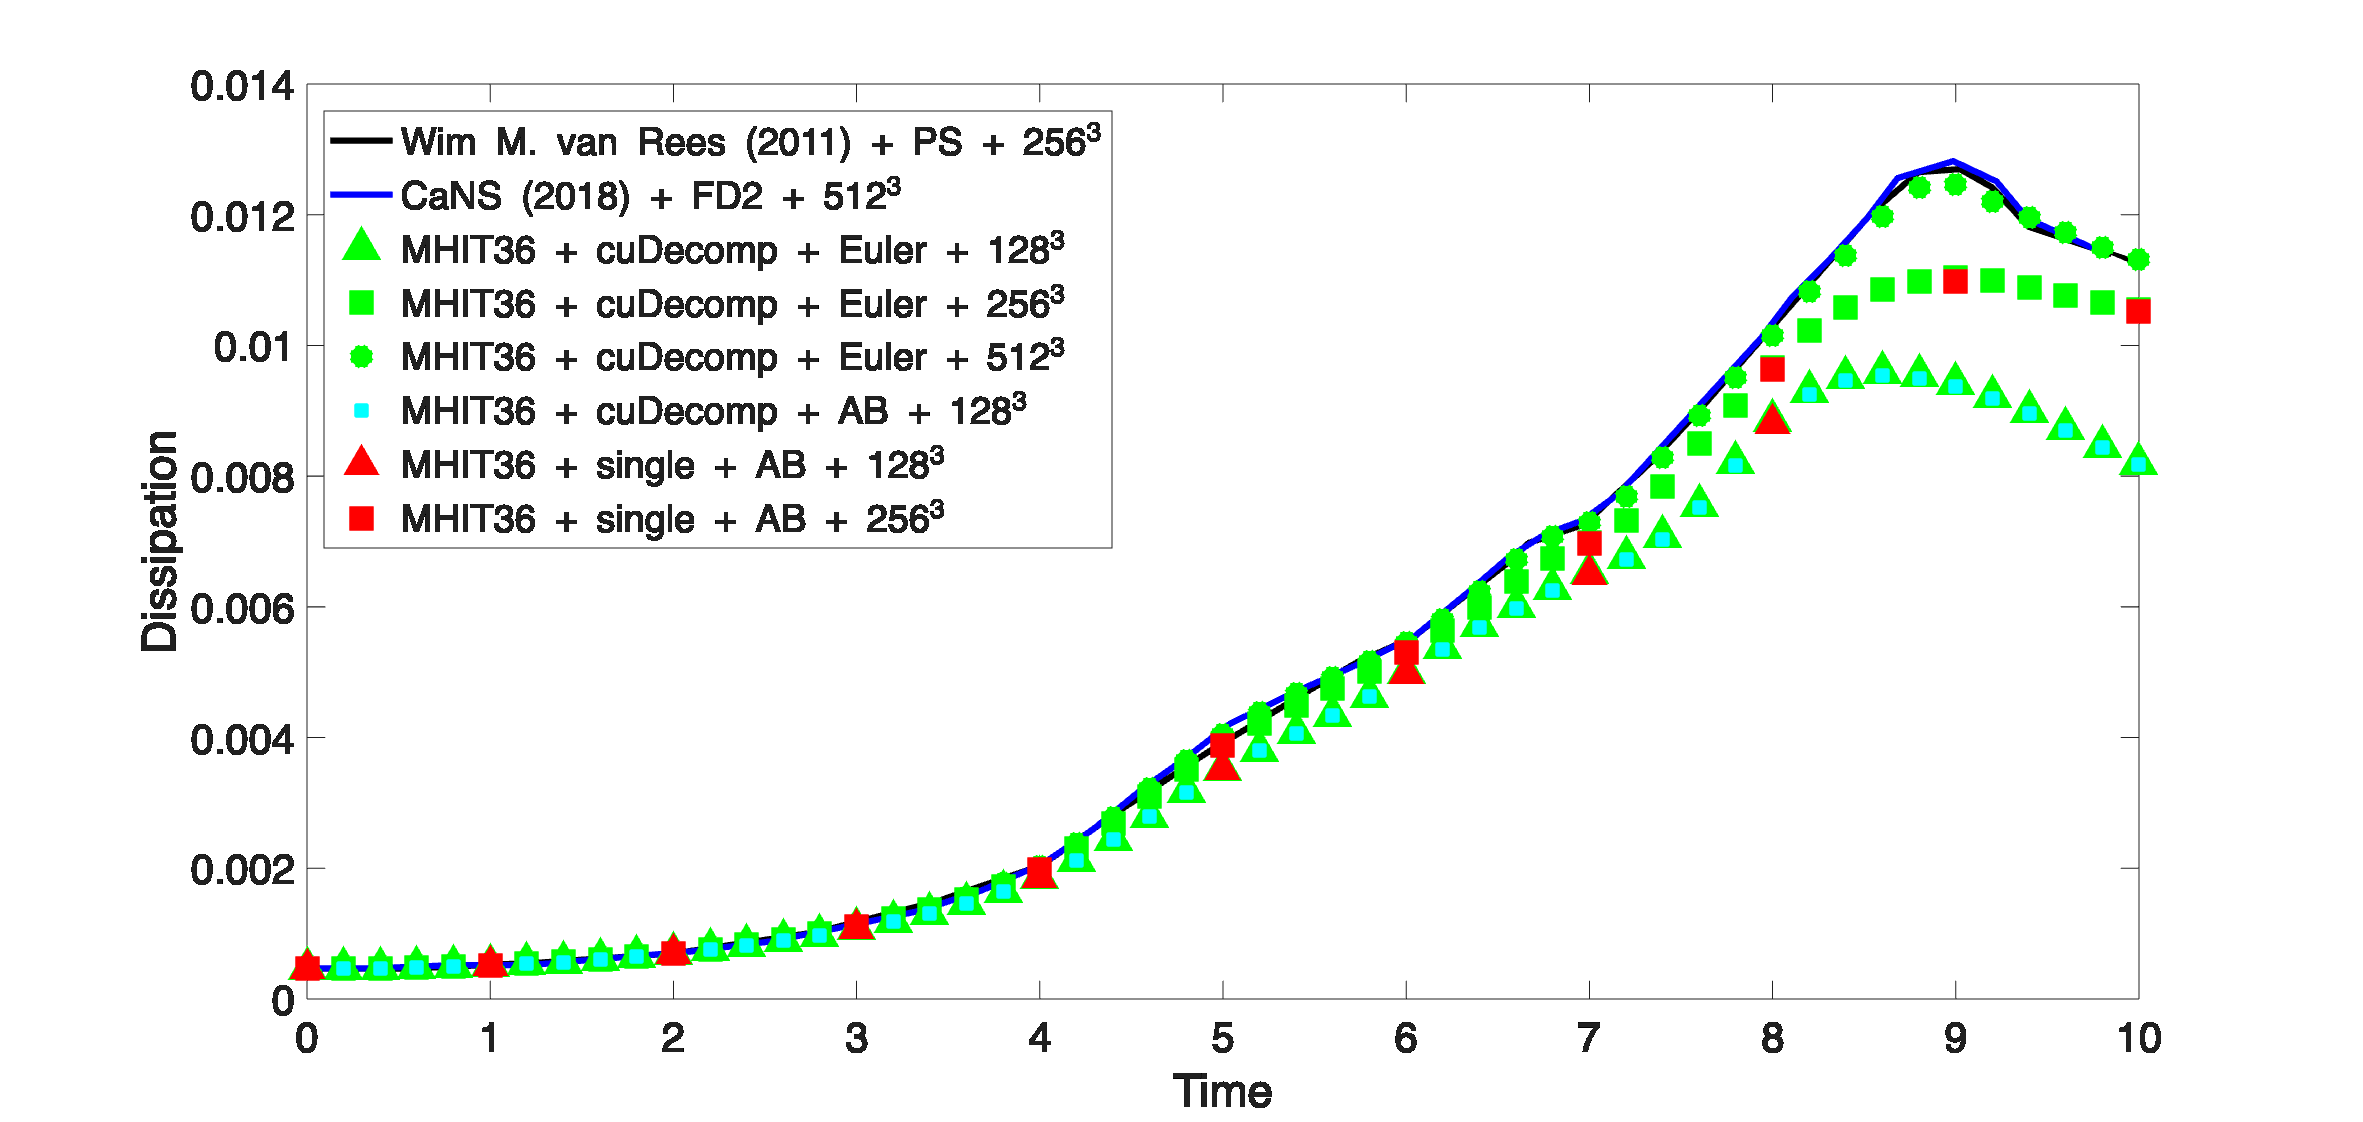 0.014
0.012
0.01
0.008
0.006
0.004
0.002
0
Dissipation
Wim M. van Rees (2011) + PS + 256³
CaNS (2018) + FD2 + 512³
MHIT36 + cuDecomp + Euler + 128³
MHIT36 + cuDecomp + Euler + 256³
MHIT36 + cuDecomp + Euler + 512³
MHIT36 + cuDecomp + AB + 128³
MHIT36 + single + AB + 128³
MHIT36 + single + AB + 256³
0 1 2 3 4 5 6 7 8 9 10
Time